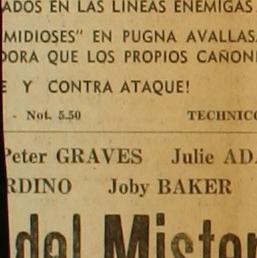 ADOS EN LAS LINEAS ENEMIGAS
MIDIOSES" EN PUGNA AVALLAS
DORA QUE LOS PROPIOS CAÑON
E Y CONTRA ATAQUE!
- Not. 5.50 TECHNICO
Peter GRAVES Julie AD
RDINO Joby BAKER
del Mister